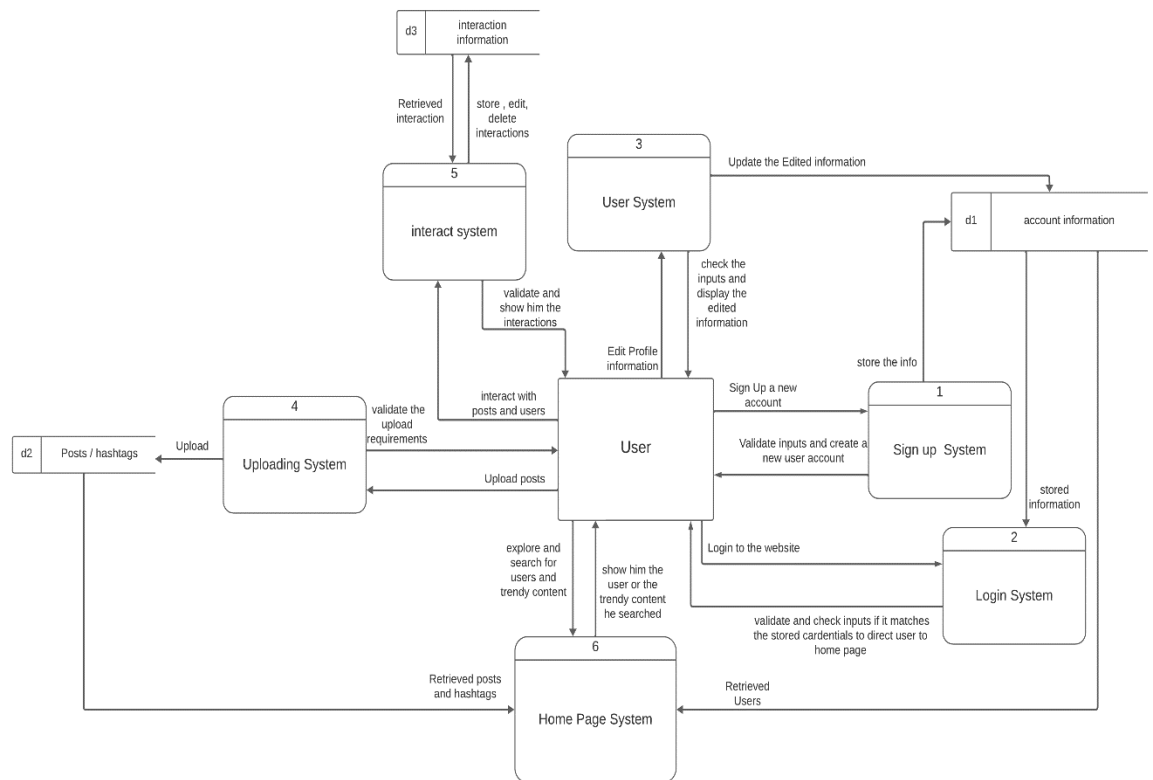 d3
interaction
information
Retrieved
interaction
store , edit,
delete
interactions
5
interact system
3
User System
Update the Edited information
d1
account information
validate and
show him the
interactions
check the
inputs and
display the
edited
information
Edit Profile
information
store the info
interact with
posts and users
4
Uploading System
validate the
upload
requirements
Upload
d2
Posts / hashtags
Upload posts
User
Sign Up a new
account
1
Sign up System
Validate inputs and create a
new user account
stored
information
2
Login System
Login to the website
validate and check inputs if it matches
the stored cardentials to direct user to
home page
explore and
search for
users and
trendy content
show him the
user or the
trendy content
he searched
6
Home Page System
Retrieved posts
and hashtags
Retrieved
Users